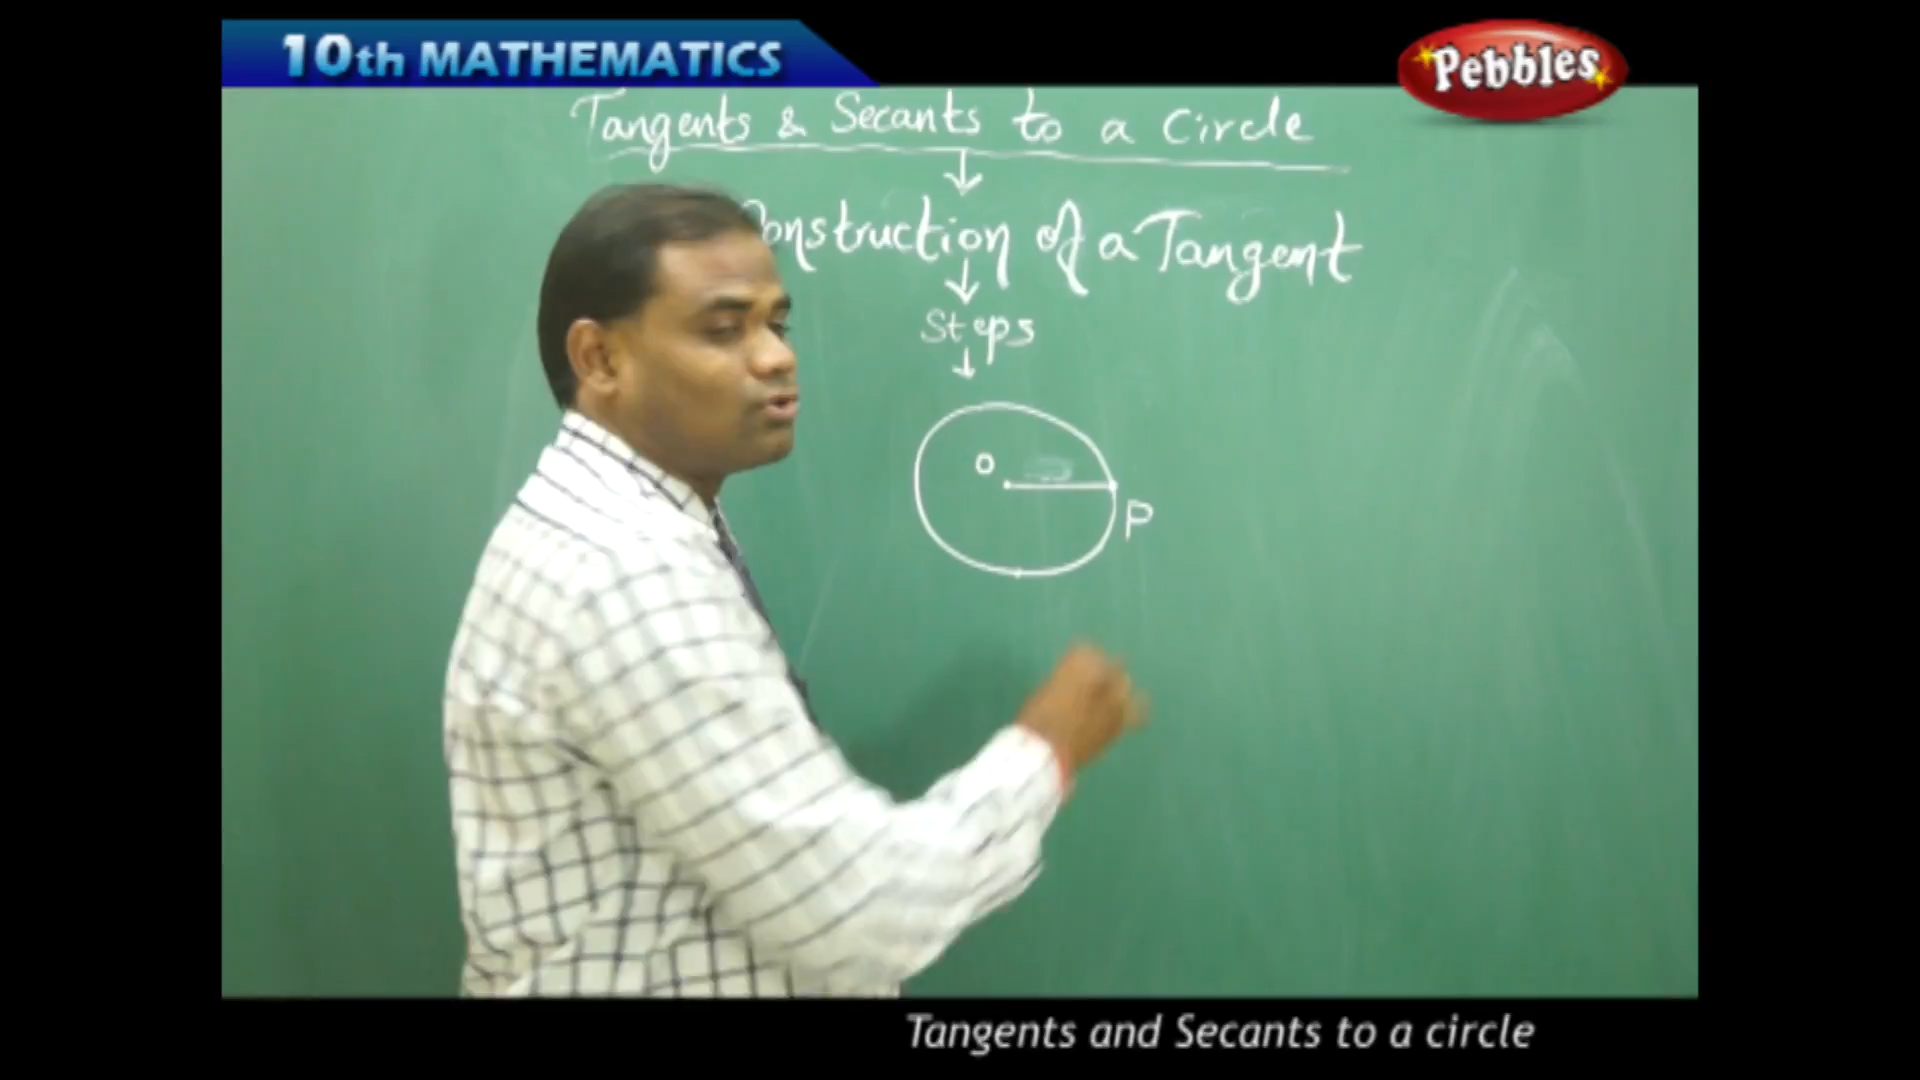 10th MATHEMATICS
Pebbles
Tangents & Secants to a Circle
onstruction of a Tangent
Steps
O
P
Tangents and Secants to a circle